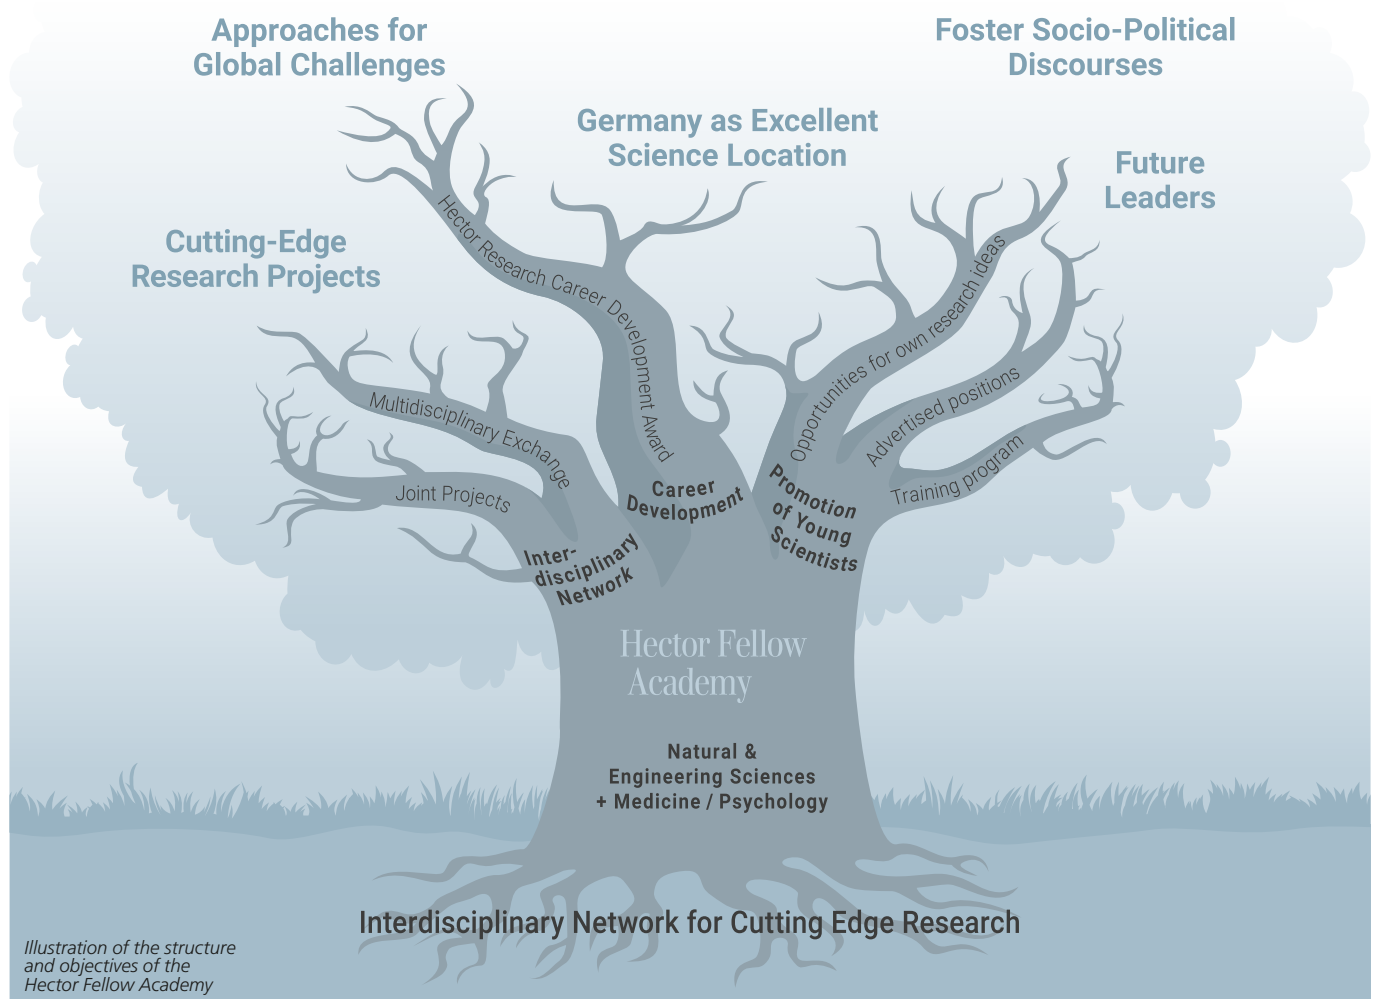 Approaches for
Global Challenges
Foster Socio-Political
Discourses
Germany as Excellent
Science Location
Future
Leaders
Cutting-Edge
Research Projects
Hector Research Career Development Award
Opportunities for own research ideas
Multidisciplinary Exchange
Advertised positions
Joint Projects
Training program
Career
Development
Promotion
of Young
Scientists
Inter-
disciplinary
Network
Hector Fellow
Academy
Natural &
Engineering Sciences
+ Medicine / Psychology
Interdisciplinary Network for Cutting Edge Research
Illustration of the structure
and objectives of the
Hector Fellow Academy